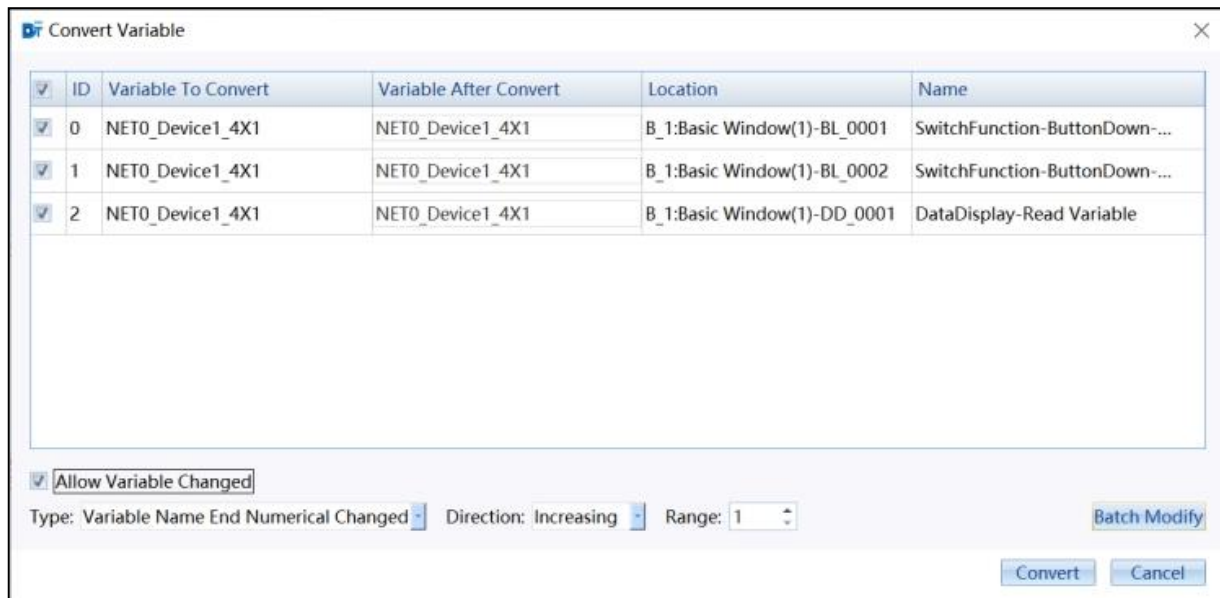 Convert Variable
ID Variable To Convert Variable After Convert Location Name
0 NET0_Device1_4X1 NET0_Device1_4X1 B_1:Basic Window(1)-BL_0001 SwitchFunction-ButtonDown-...
1 NET0_Device1_4X1 NET0_Device1_4X1 B_1:Basic Window(1)-BL_0002 SwitchFunction-ButtonDown-...
2 NET0_Device1_4X1 NET0_Device1_4X1 B_1:Basic Window(1)-DD_0001 DataDisplay-Read Variable
Allow Variable Changed
Type: Variable Name End Numerical Changed Direction: Increasing Range: 1 Batch Modify
Convert Cancel